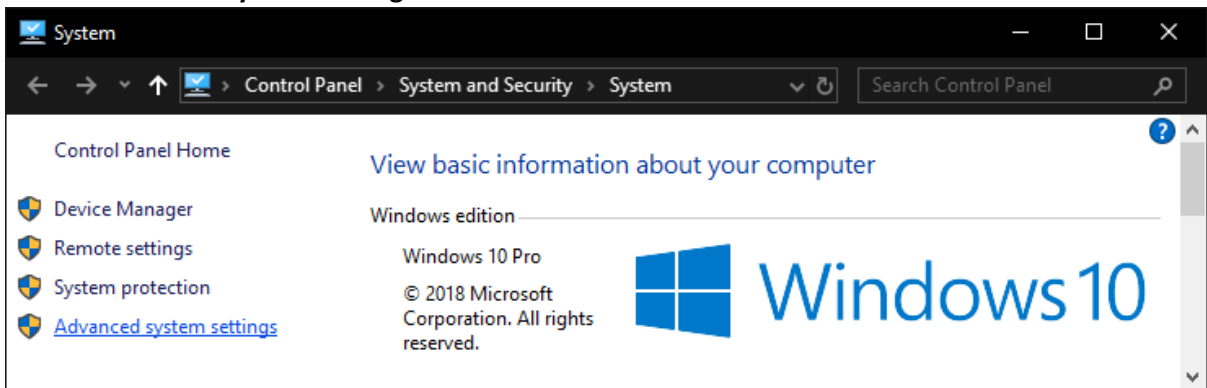 System
Control Panel > System and Security > System
Search Control Panel
Control Panel Home
View basic information about your computer
Device Manager
Windows edition
Remote settings
Windows 10 Pro
System protection
© 2018 Microsoft
Corporation. All rights
reserved.
Advanced system settings
Windows 10
?